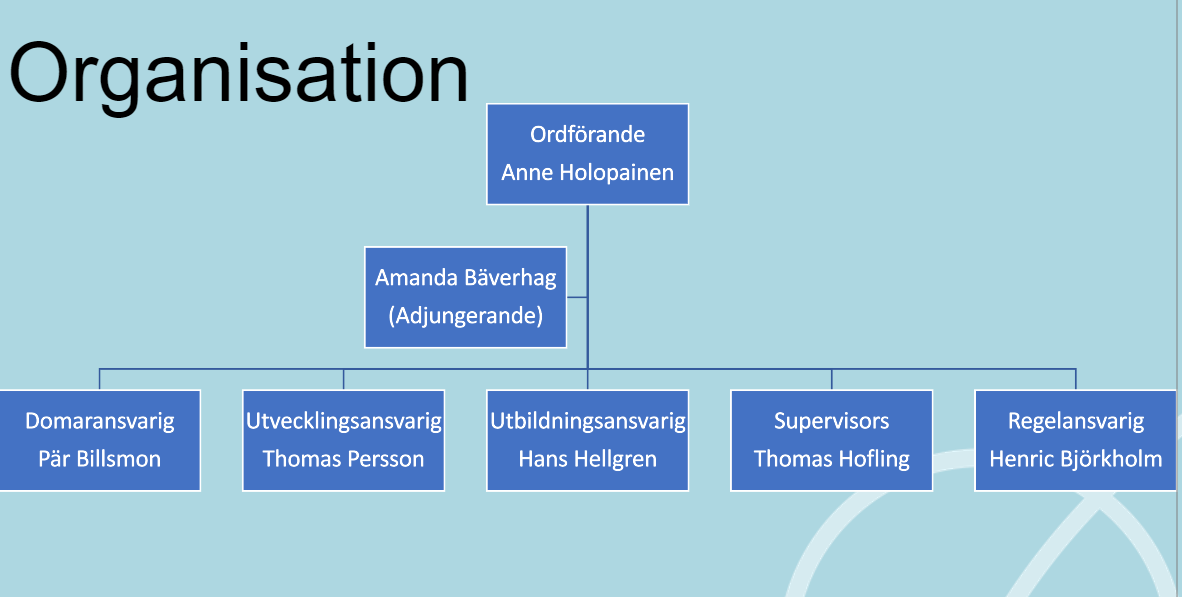 Organisation
Ordförande
Anne Holopainen
Amanda Bäverhag
(Adjungerande)
Domaransvarig
Pär Billsmon
Utvecklingsansvarig
Thomas Persson
Utbildningsansvarig
Hans Hellgren
Supervisors
Thomas Hofling
Regelansvarig
Henric Björkholm